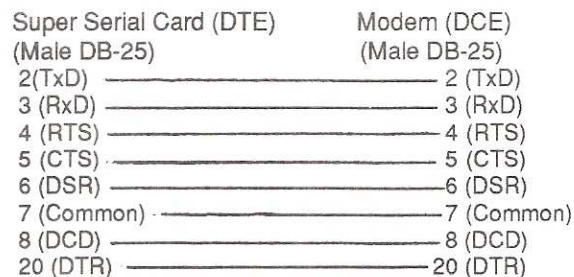 Super Serial Card (DTE) Modem (DCE)
(Male DB-25) (Male DB-25)
2(TxD) 2 (TxD)
3 (RxD) 3 (RxD)
4 (RTS) 4 (RTS)
5 (CTS) 5 (CTS)
6 (DSR) 6 (DSR)
7 (Common) 7 (Common)
8 (DCD) 8 (DCD)
20 (DTR) 20 (DTR)